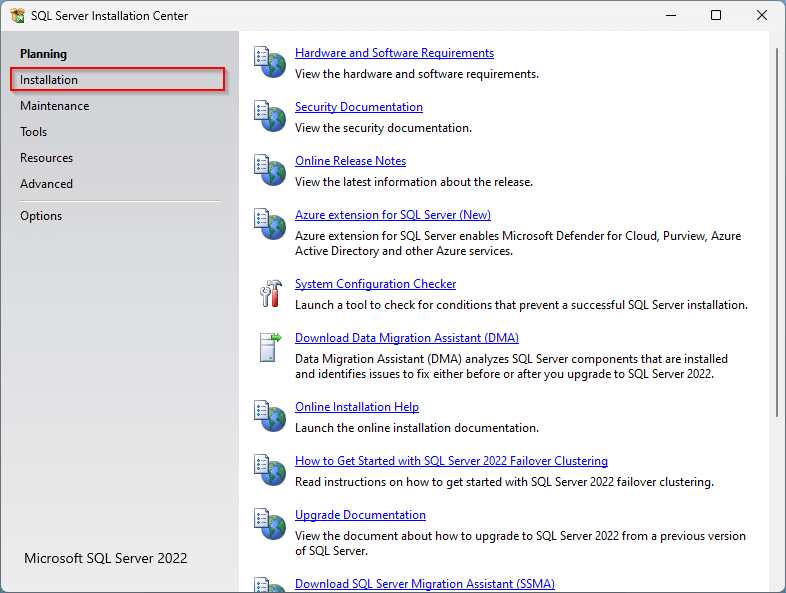 SQL Server Installation Center
Planning
Installation
Maintenance
Tools
Resources
Advanced
Options
Microsoft SQL Server 2022
Hardware and Software Requirements
View the hardware and software requirements.
Security Documentation
View the security documentation.
Online Release Notes
View the latest information about the release.
Azure extension for SQL Server (New)
Azure extension for SQL Server enables Microsoft Defender for Cloud, Purview, Azure
Active Directory and other Azure services.
System Configuration Checker
Launch a tool to check for conditions that prevent a successful SQL Server installation.
Download Data Migration Assistant (DMA)
Data Migration Assistant (DMA) analyzes SQL Server components that are installed
and identifies issues to fix either before or after you upgrade to SQL Server 2022.
Online Installation Help
Launch the online installation documentation.
How to Get Started with SQL Server 2022 Failover Clustering
Read instructions on how to get started with SQL Server 2022 failover clustering.
Upgrade Documentation
View the document about how to upgrade to SQL Server 2022 from a previous version
of SQL Server.
Download SQL Server Migration Assistant (SSMA)